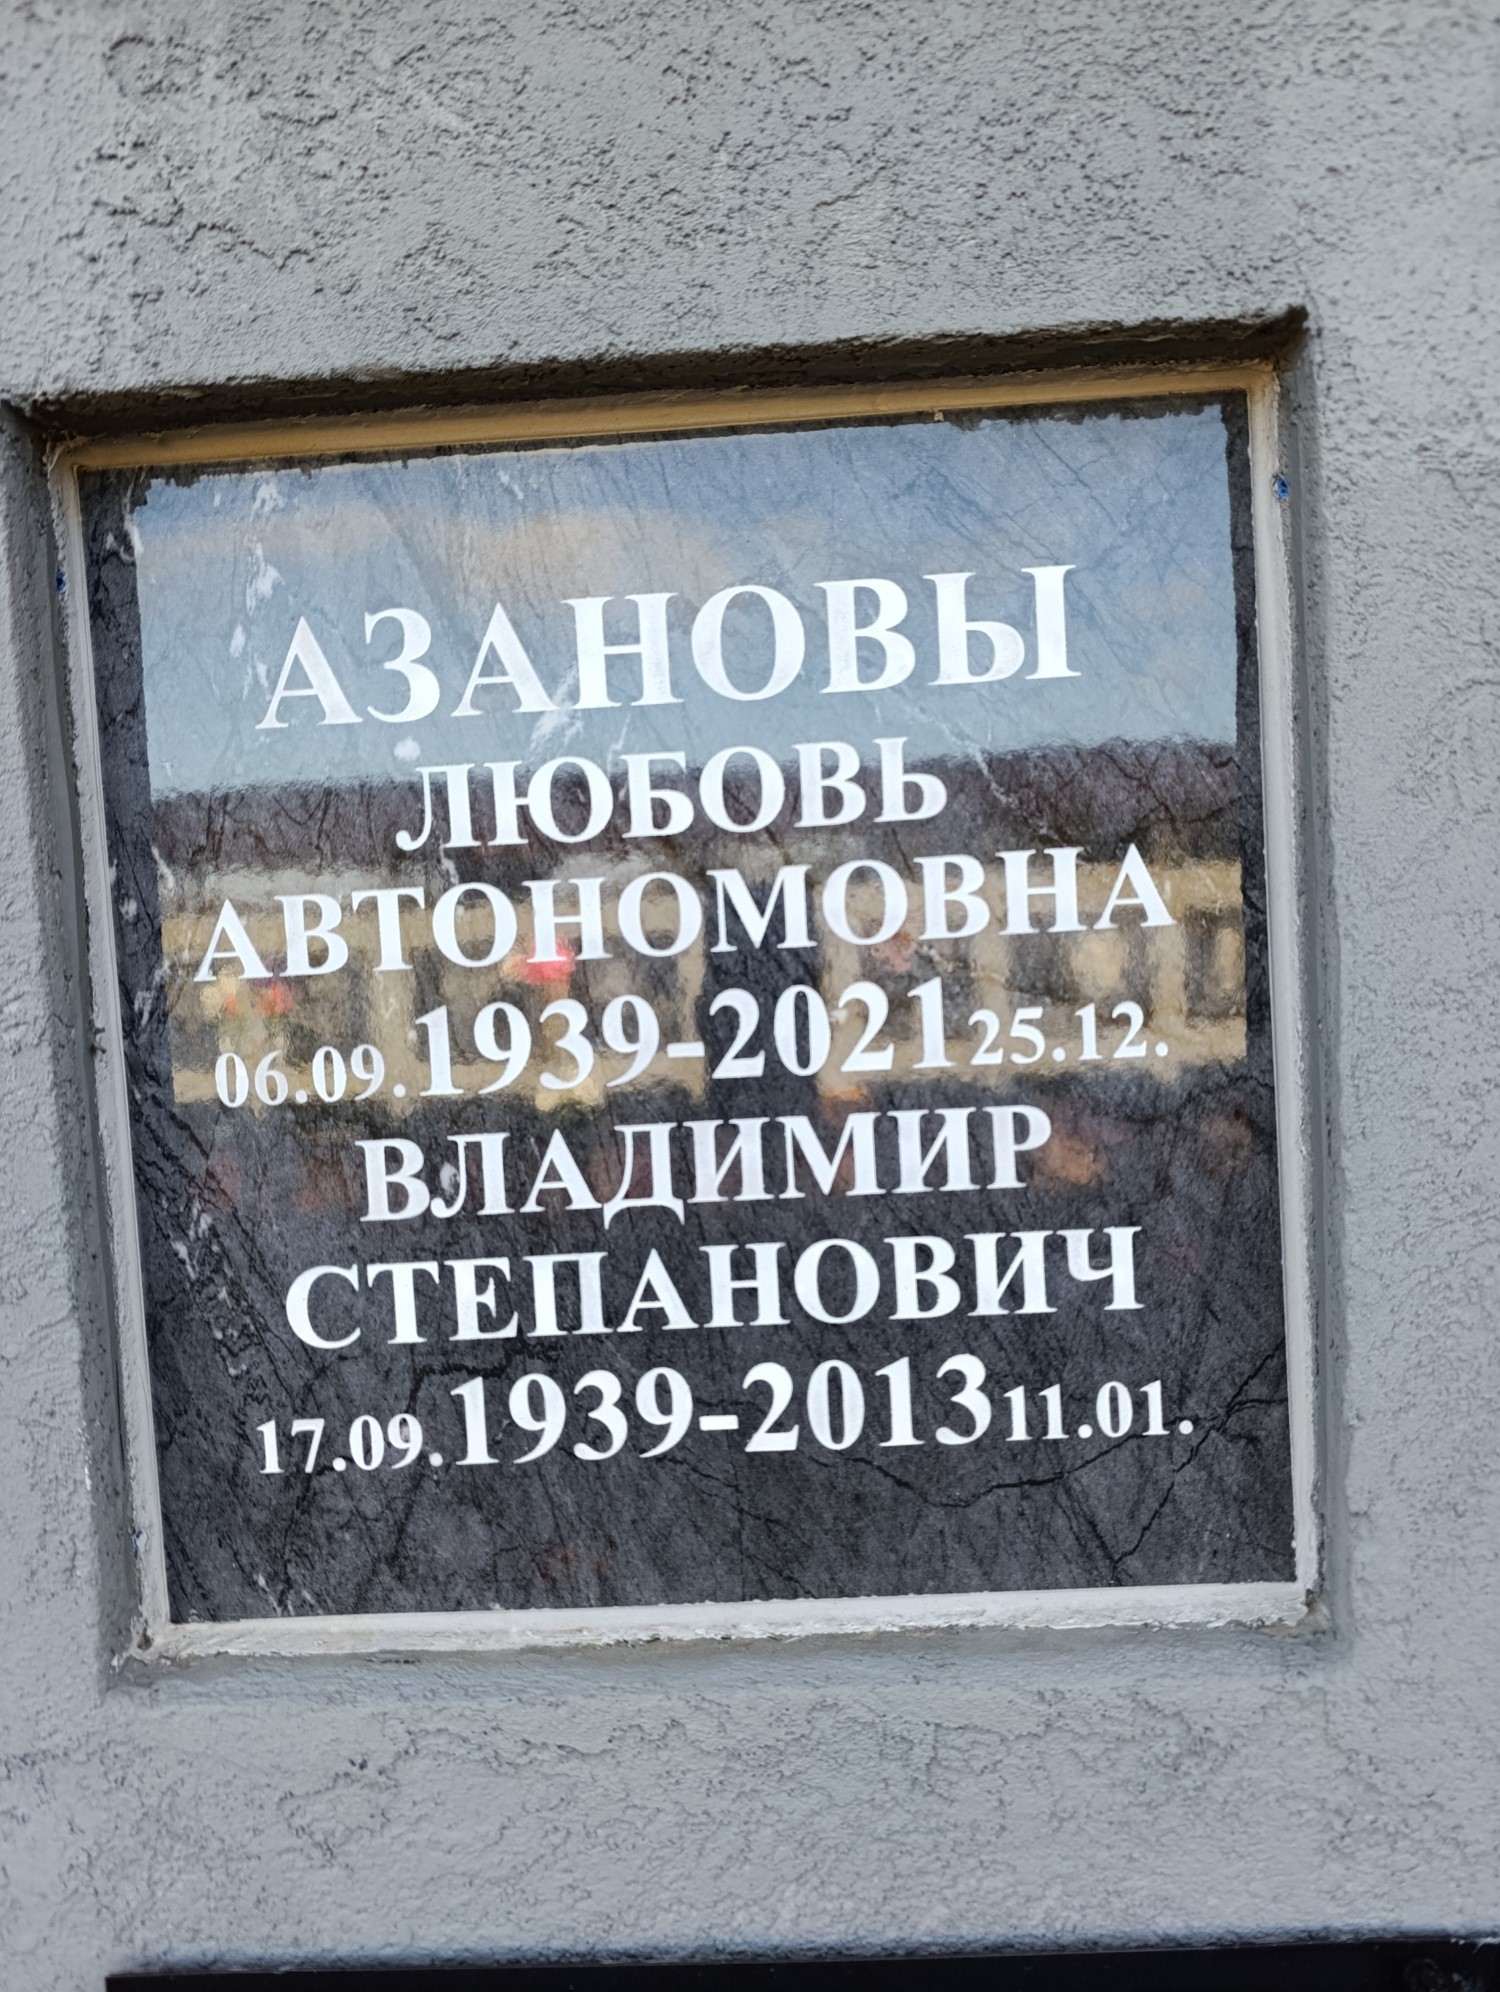 АЗАНОВЫ
ЛЮБОВЬ
АВТОНОМОВНА
06.09.1939-2021 25.12.
ВЛАДИМИР
СТЕПАНОВИЧ
17.09.1939-2013 11.01.